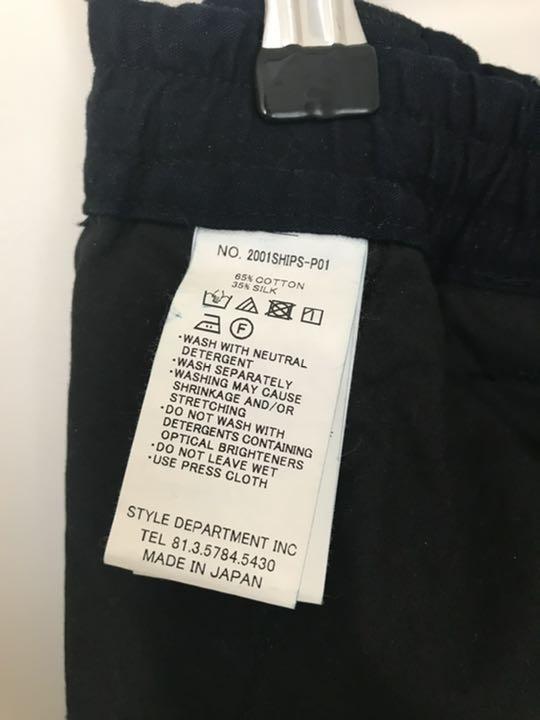 NO. 2001SHIPS-P01
65% COTTON
35% SILK
F
·WASH WITH NEUTRAL
DETERGENT
·WASH SEPARATELY
·WASHING MAY CAUSE
SHRINKAGE AND/OR
STRETCHING
·DO NOT WASH WITH
DETERGENTS CONTAINING
OPTICAL BRIGHTENERS
·DO NOT LEAVE WET
·USE PRESS CLOTH
STYLE DEPARTMENT INC
TEL 81.3.5784.5430
MADE IN JAPAN